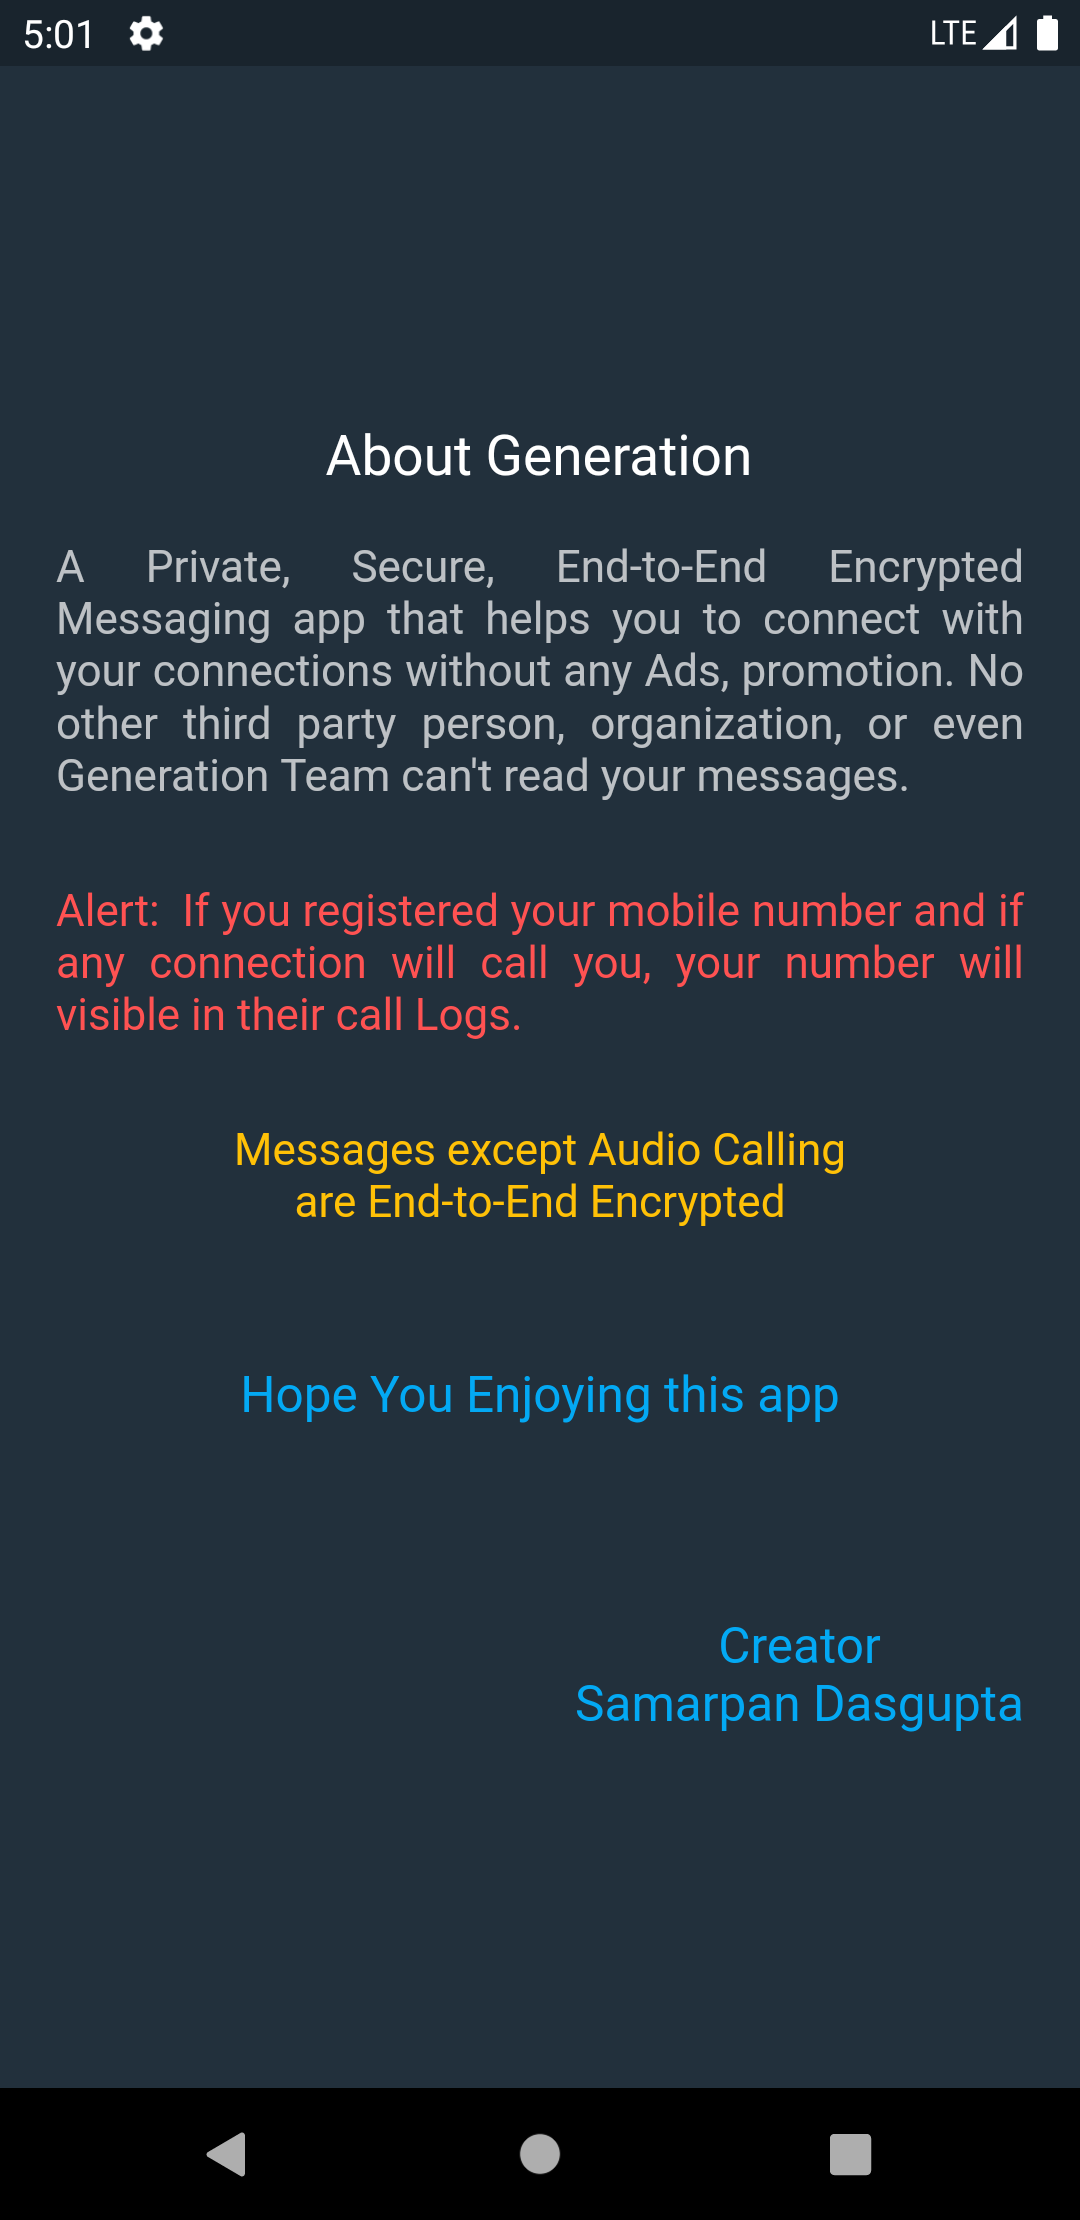 5:01
LTE
About Generation
A Private, Secure, End-to-End Encrypted
Messaging app that helps you to connect with
your connections without any Ads, promotion. No
other third party person, organization, or even
Generation Team can't read your messages.
Alert:  If you registered your mobile number and if
any connection will call you, your number will
visible in their call Logs.
Messages except Audio Calling
are End-to-End Encrypted
Hope You Enjoying this app
Creator
Samarpan Dasgupta